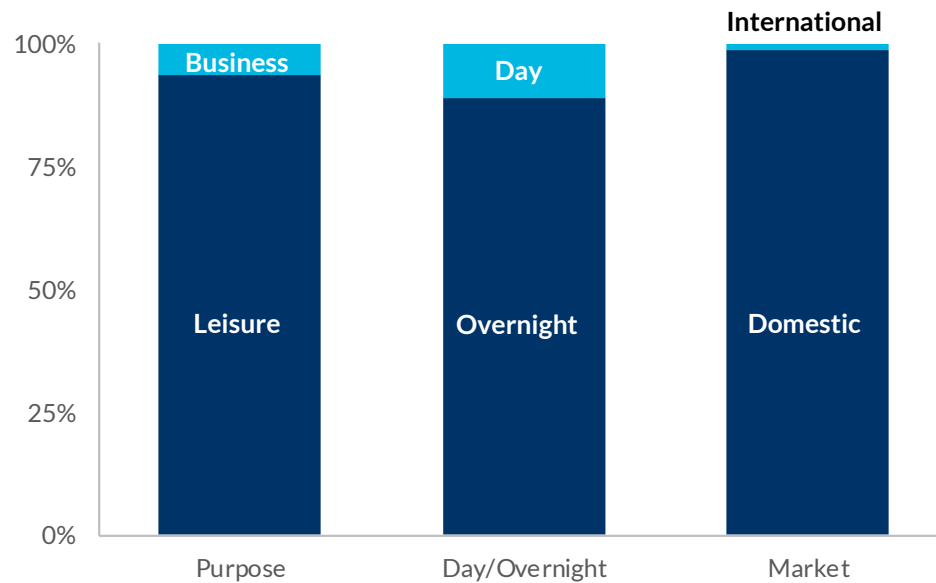 International
100%
Business
Day
75%
50%
Leisure
Overnight
Domestic
25%
0%
Purpose
Day/Overnight
Market